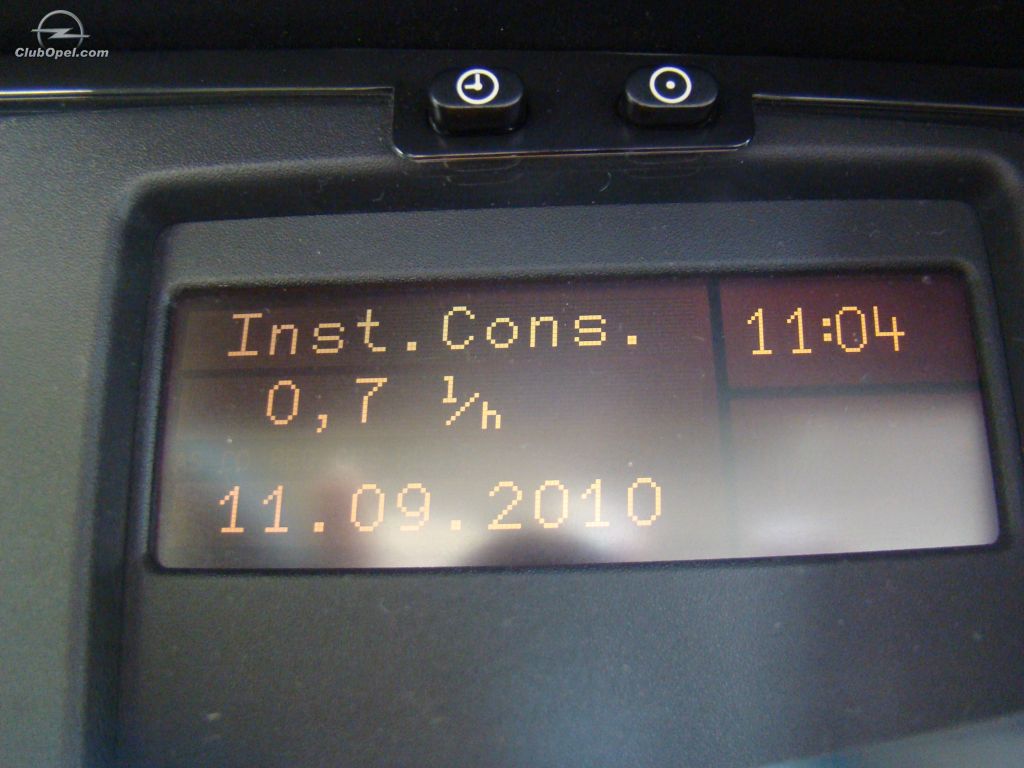 ClubOpel.com
Inst.Cons.
11:04
0,7 l/h
11.09.2010